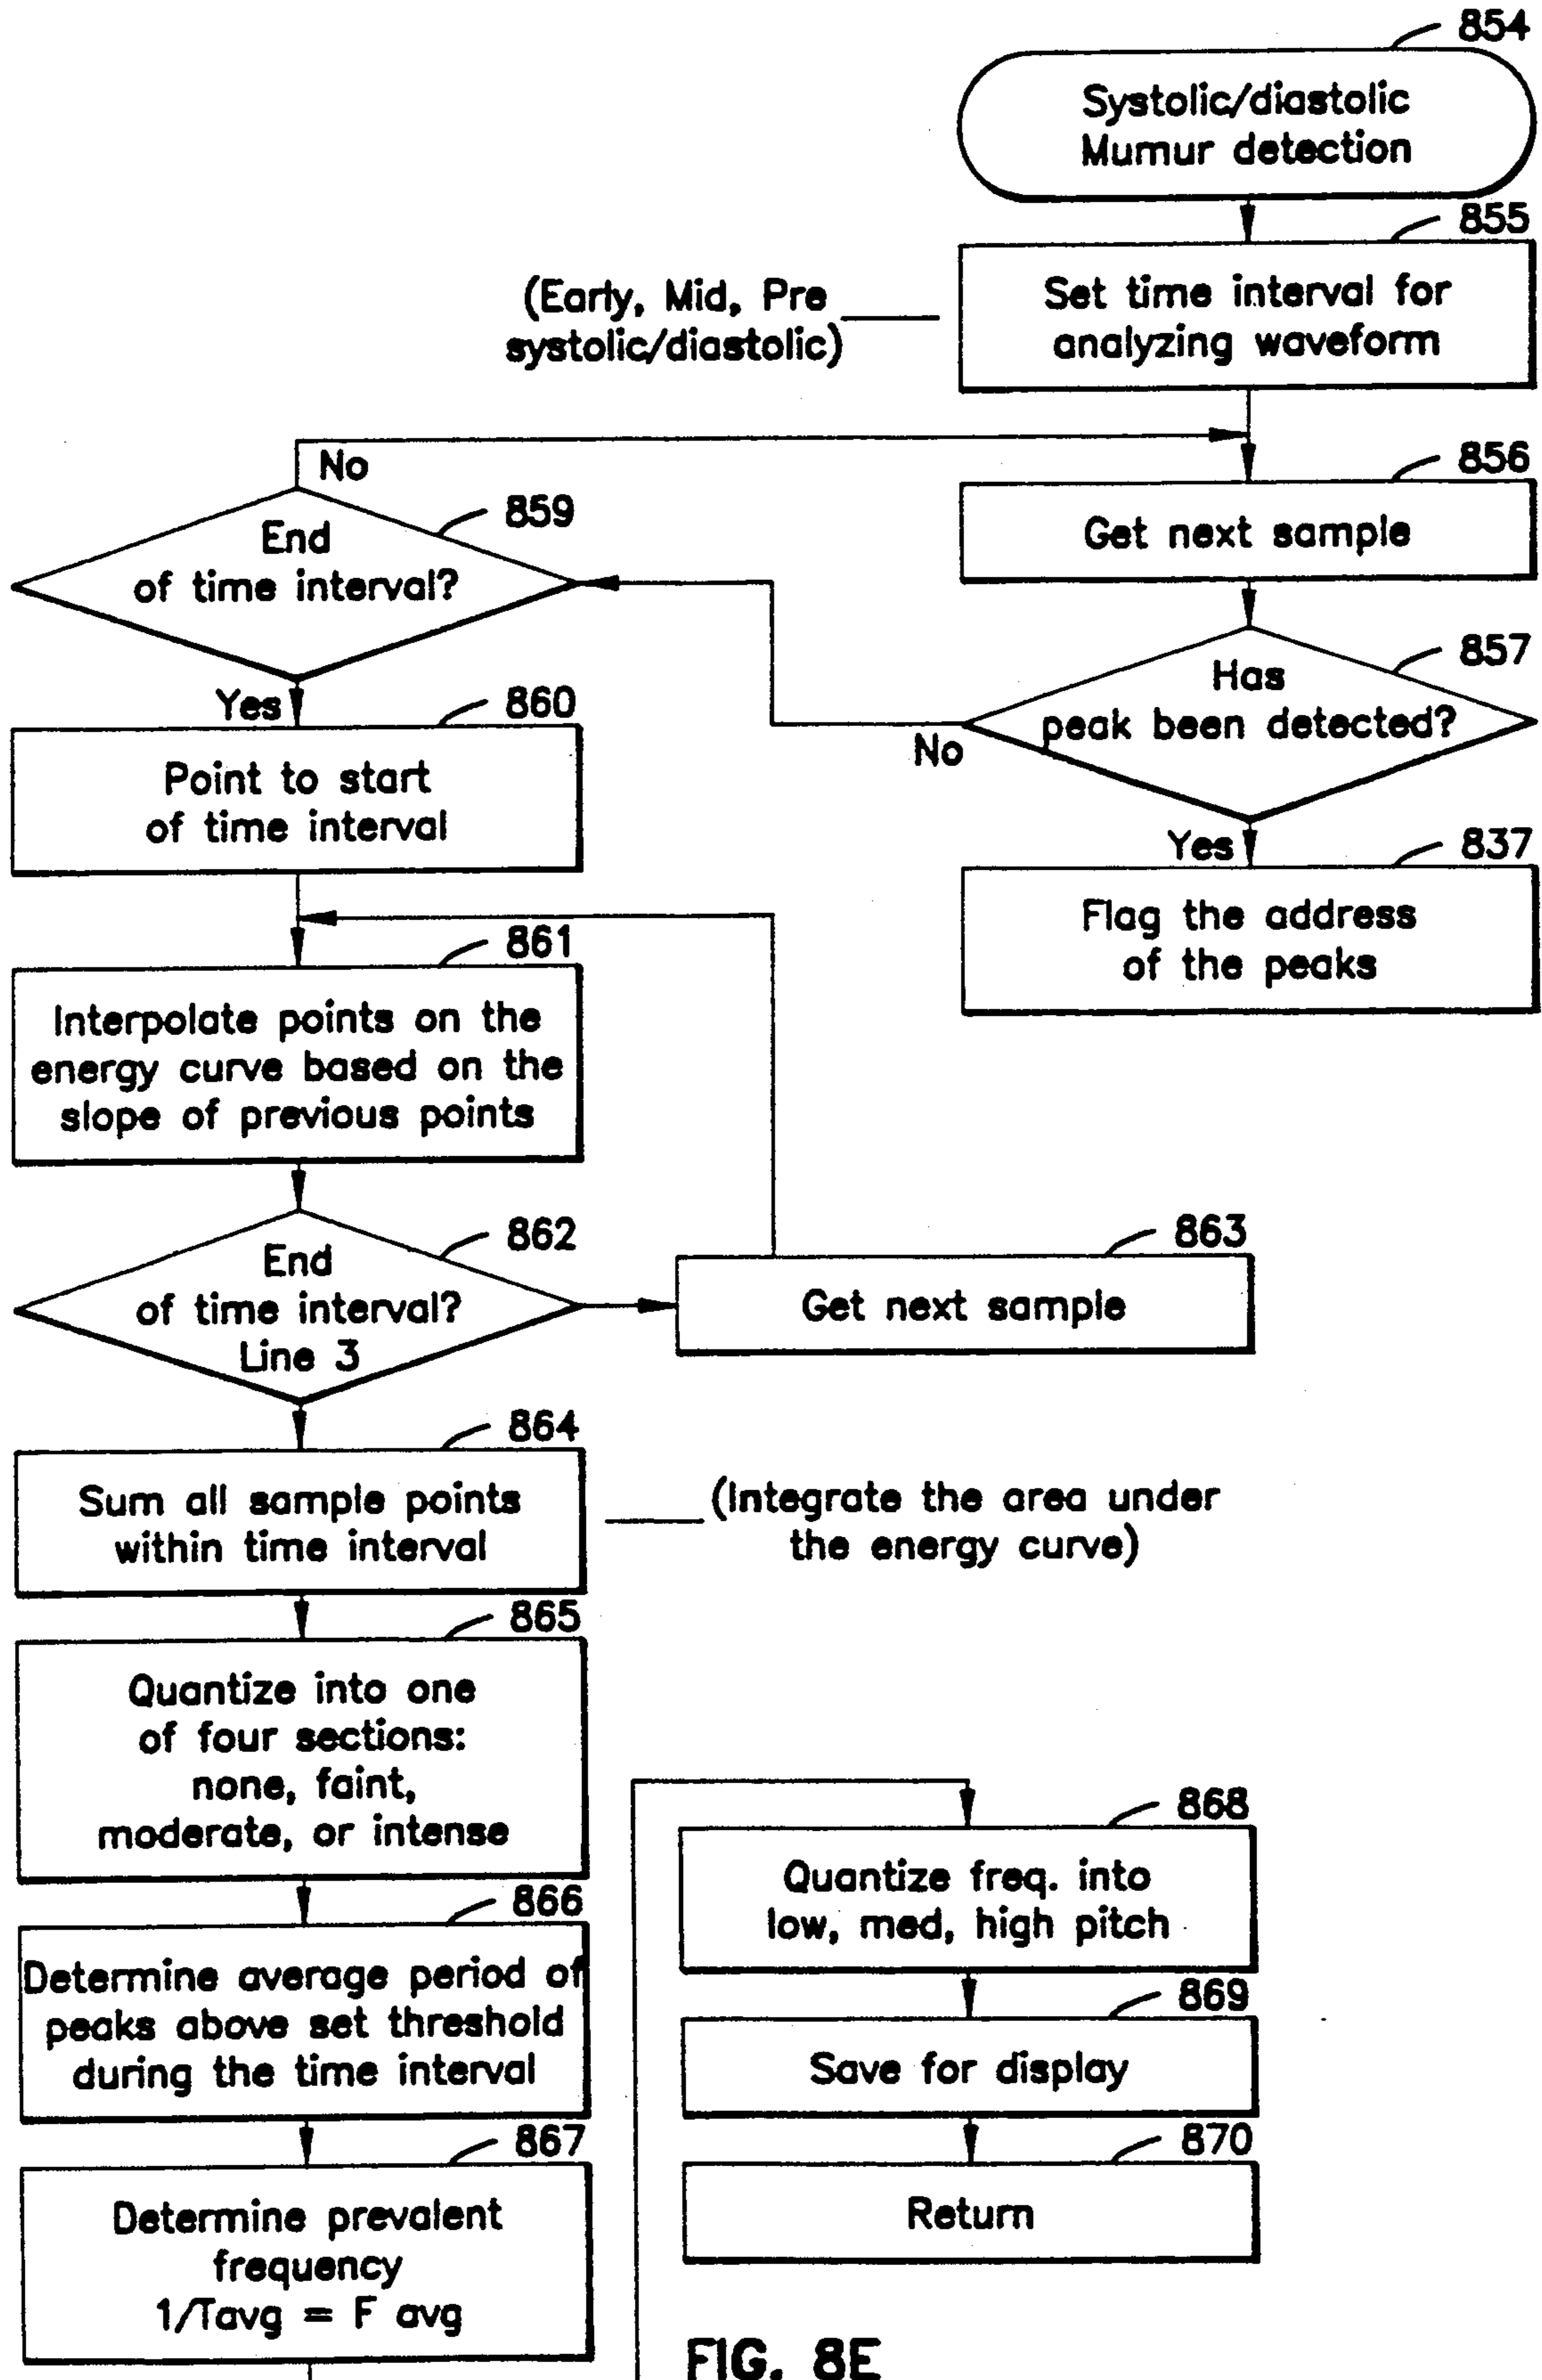 854
Systolic/diastolic
Mumur detection
855
(Early, Mid, Pre
systolic/diastolic)
Set time interval for
analyzing waveform
No
856
Get next sample
859
End
of time interval?
857
Has
peak been detected?
No
Yes
860
Point to start
of time interval
Yes
837
Flag the address
of the peaks
861
Interpolate points on the
energy curve based on the
slope of previous points
862
End
of time interval?
Line 3
863
Get next sample
864
Sum all sample points
within time interval
(Integrate the area under
the energy curve)
865
Quantize into one
of four sections:
none, faint,
moderate, or intense
866
Determine average period of
peaks above set threshold
during the time interval
867
Determine prevalent
frequency
1/Tavg = F avg
868
Quantize freq. into
low, med, high pitch
869
Save for display
870
Return
FIG. 8E